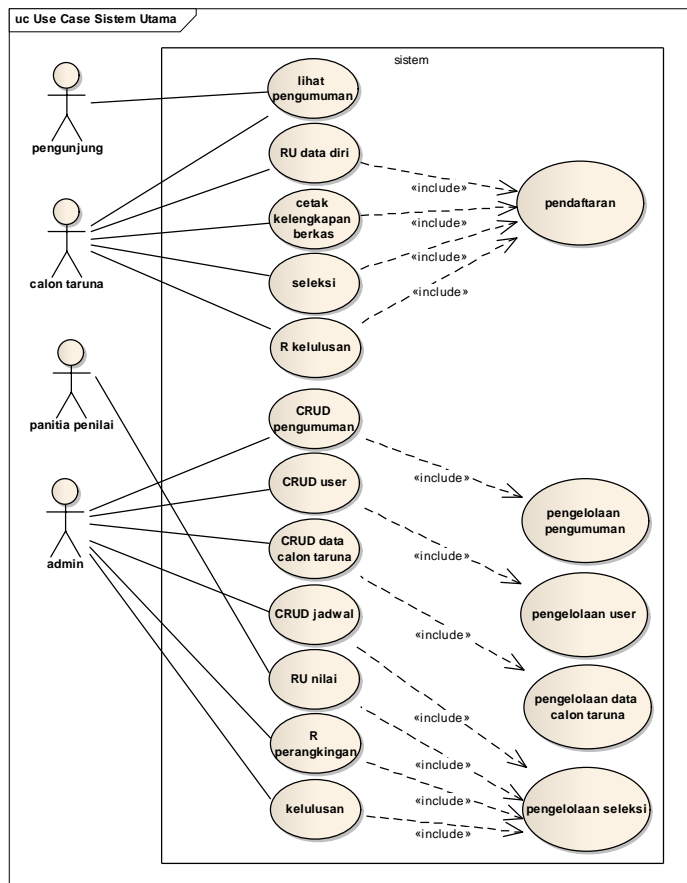 uc Use Case Sistem Utama
sistem
pengunjung
lihat
pengumuman
RU data diri
«include»
pendaftaran
cetak
kelengkapan
berkas
«include»
calon taruna
seleksi
«include»
«include»
R kelulusan
panitia penilai
CRUD
pengumuman
«include»
CRUD user
pengelolaan
pengumuman
admin
CRUD data
calon taruna
«include»
CRUD jadwal
pengelolaan user
«include»
RU nilai
pengelolaan data
calon taruna
R
perangkingan
«include»
«include»
kelulusan
pengelolaan seleksi
«include»